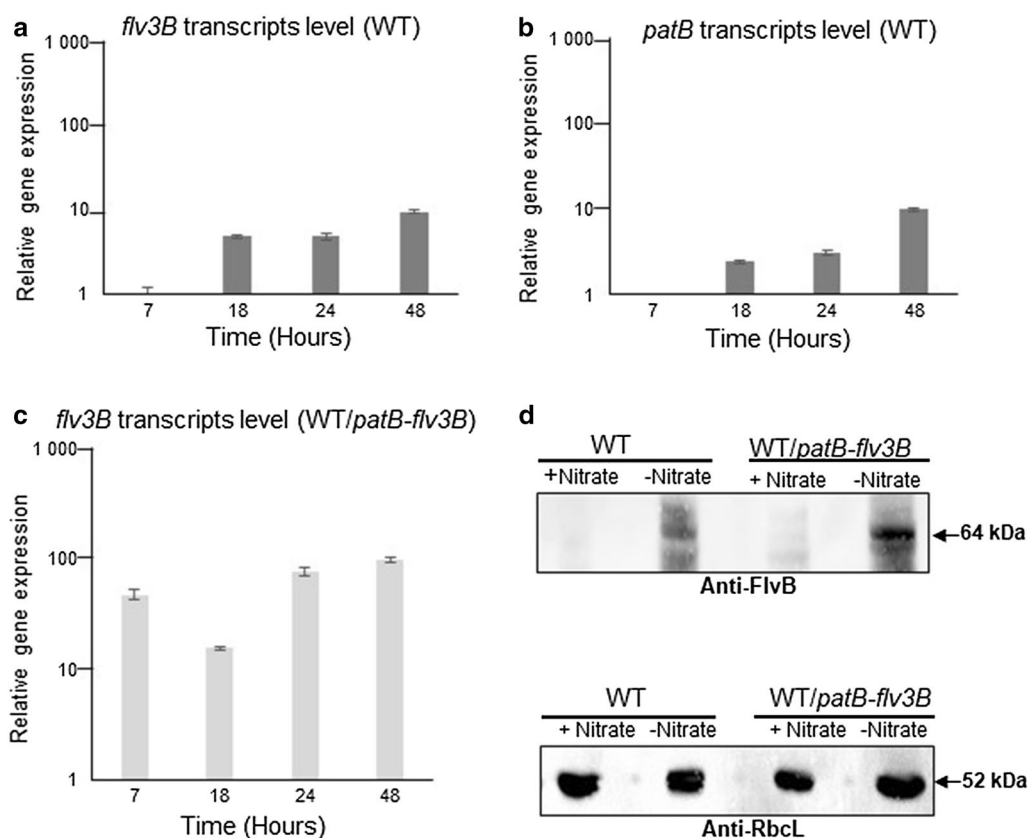 a
flv3B transcripts level (WT)
Relative gene expression
1 000
100
10
1
7 18 24 48
Time (Hours)
b
patB transcripts level (WT)
Relative gene expression
1 000
100
10
1
7 18 24 48
Time (Hours)
c
flv3B transcripts level (WT/patB-flv3B)
Relative gene expression
1 000
100
10
1
7 18 24 48
Time (Hours)
d
WT WT/patB-flv3B
+Nitrate -Nitrate + Nitrate -Nitrate
64 kDa
Anti-FlvB
WT WT/patB-flv3B
+ Nitrate -Nitrate + Nitrate -Nitrate
52 kDa
Anti-RbcL